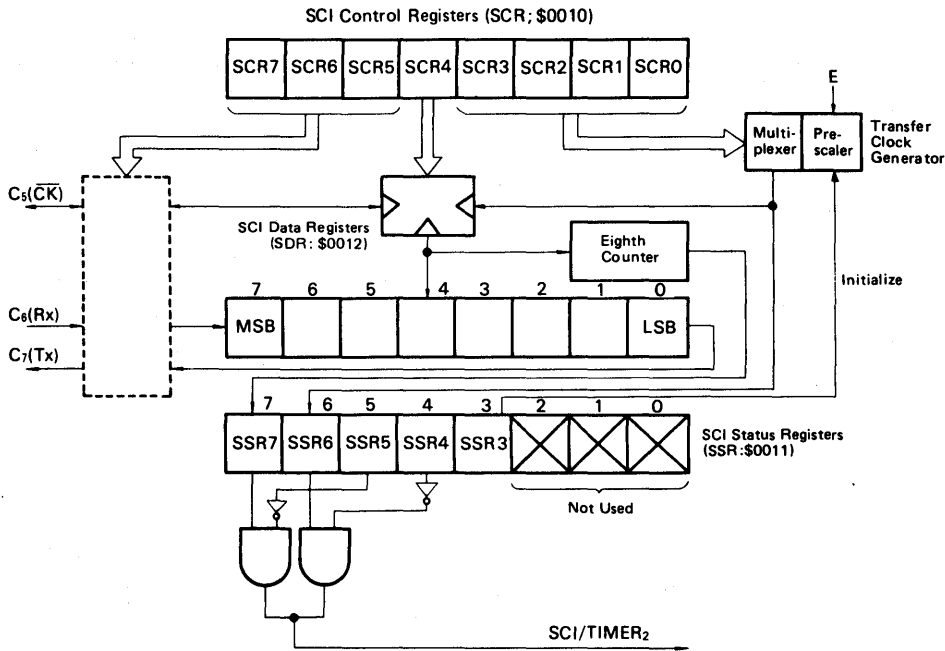 SCI Control Registers (SCR; $0010)
SCR7 SCR6 SCR5 SCR4 SCR3 SCR2 SCR1 SCR0
E
Multi-
plexer
Pre-
scaler
Transfer
Clock
Generator
C5(CK)
SCI Data Registers
(SDR: $0012)
Eighth
Counter
Initialize
7 6 5 4 3 2 1 0
C6(Rx)
MSB LSB
C7(Tx)
7 6 5 4 3 2 1 0
SSR7 SSR6 SSR5 SSR4 SSR3
SCI Status Registers
(SSR:$0011)
Not Used
SCI/TIMER2